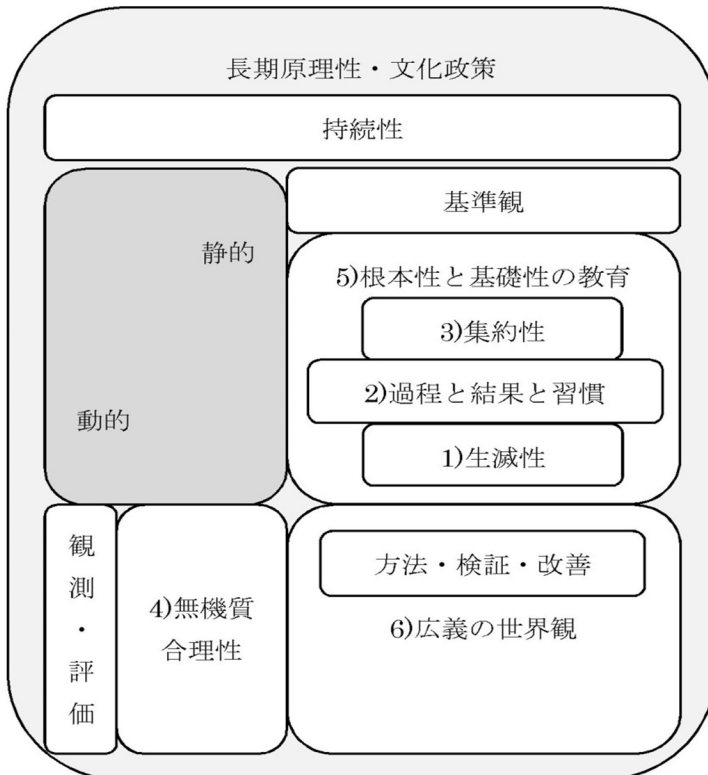 長期原理性・文化政策
持続性
基準観
静的
動的
5)根本性と基礎性の教育
3)集約性
2)過程と結果と習慣
1)生滅性
観測・評価
4)無機質
合理性
方法・検証・改善
6)広義の世界観